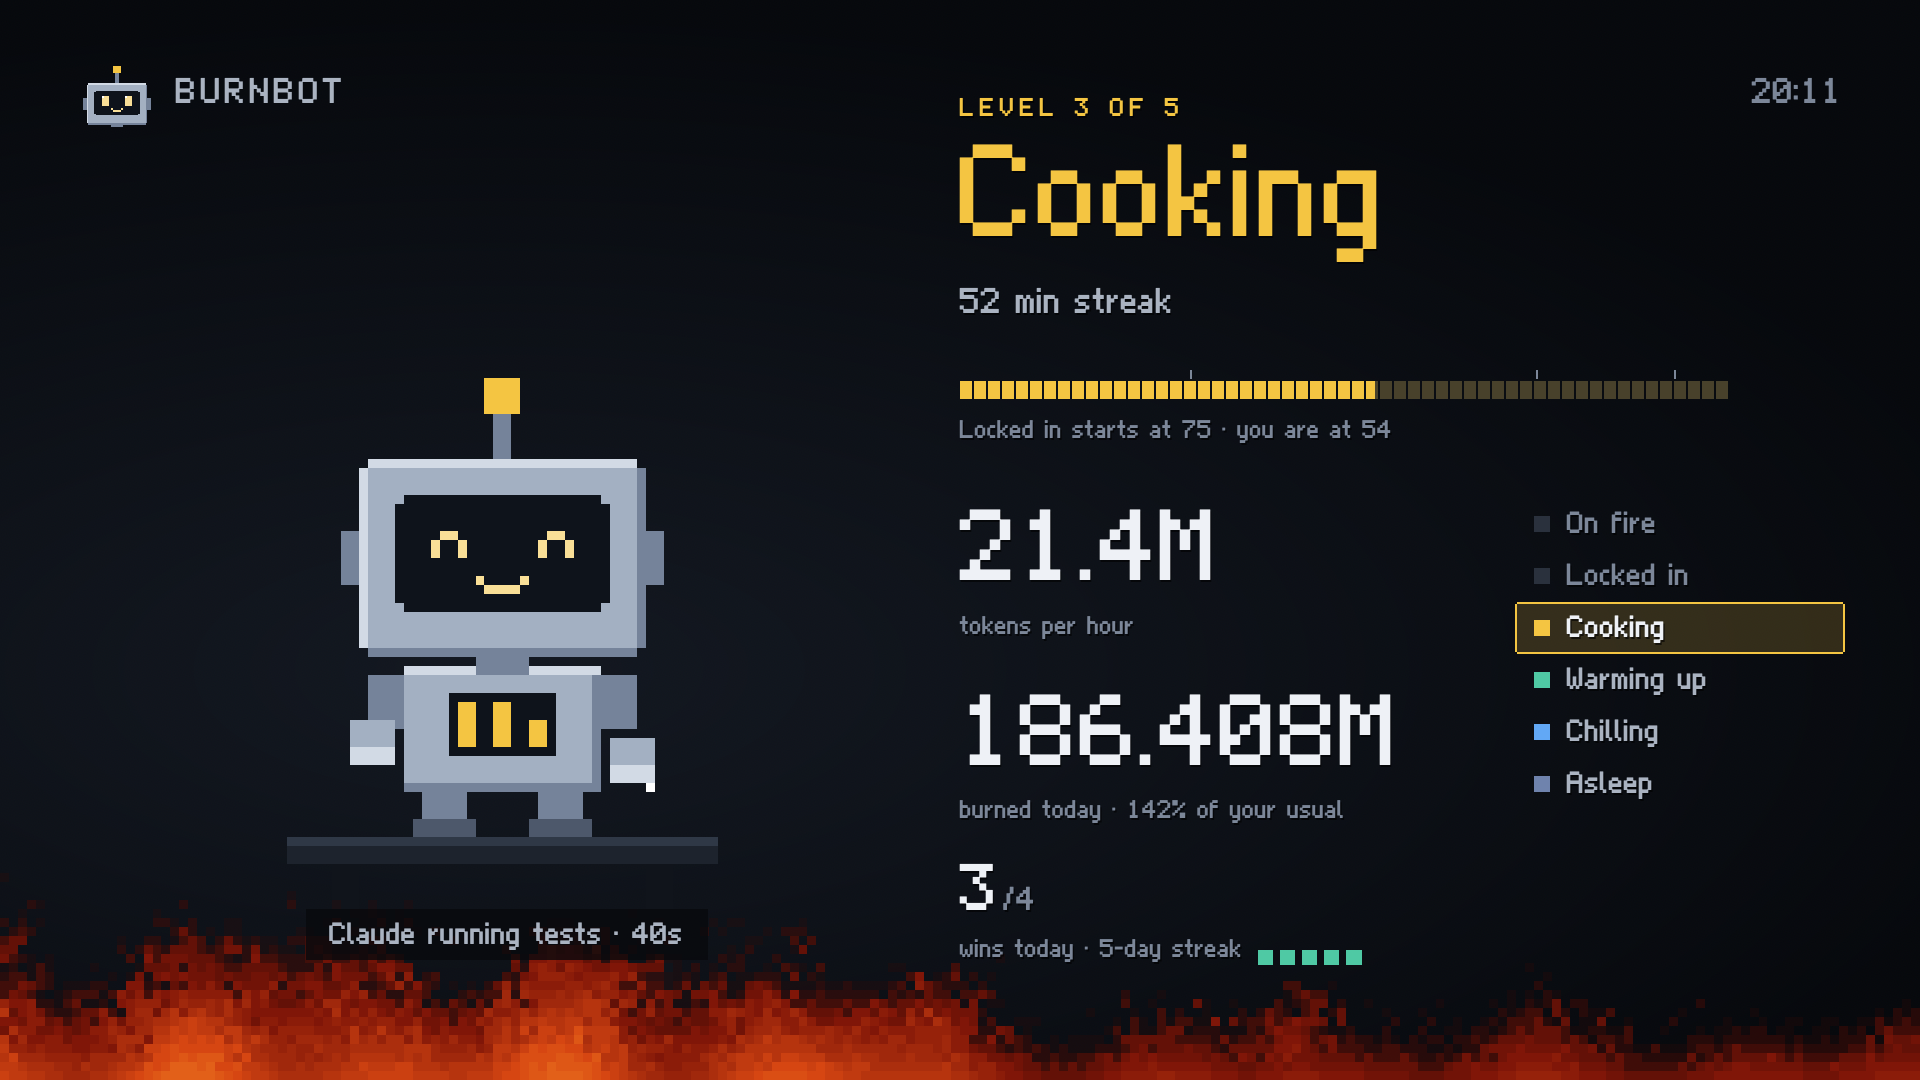 BURNBOT
20:11
LEVEL 3 OF 5
Cooking
52 min streak
Locked in starts at 75 · you are at 54
21.4M
tokens per hour
186.408M
burned today · 142% of your usual
3/4
wins today · 5-day streak
On fire
Locked in
Cooking
Warming up
Chilling
Asleep
Claude running tests · 40s